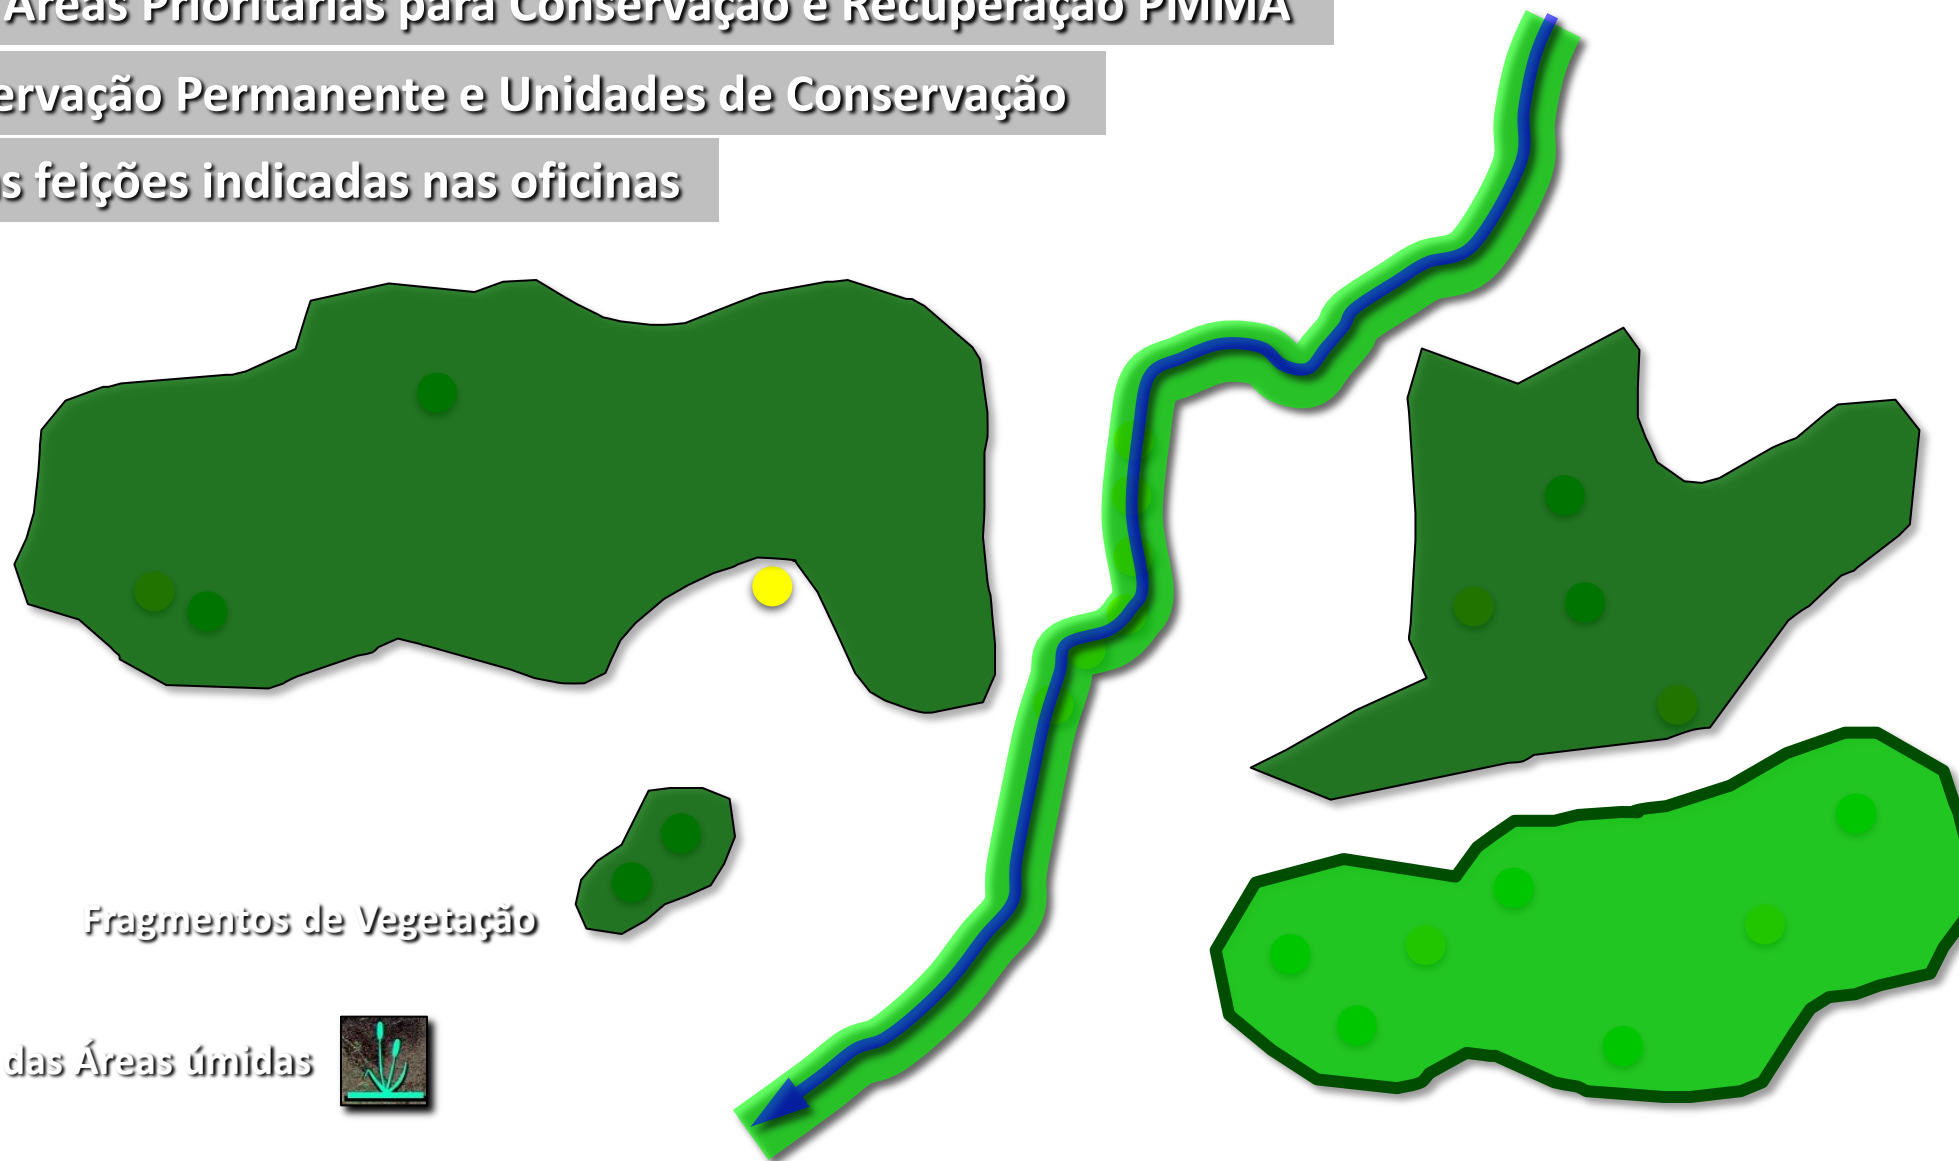 Áreas Prioritárias para Conservação e Recuperação PMMA
ervação Permanente e Unidades de Conservação
s feições indicadas nas oficinas
Fragmentos de Vegetação
das Áreas úmidas